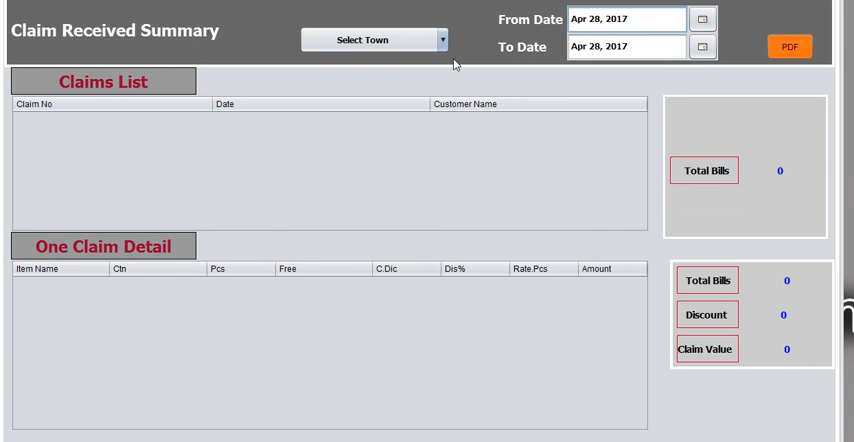 Claim Received Summary
Select Town
From Date Apr 28, 2017
To Date Apr 28, 2017
PDF
Claims List
Claim No Date Customer Name
Total Bills 0
One Claim Detail
Item Name Ctn Pcs Free C.Dic Dis% Rate.Pcs Amount
Total Bills 0
Discount 0
Claim Value 0